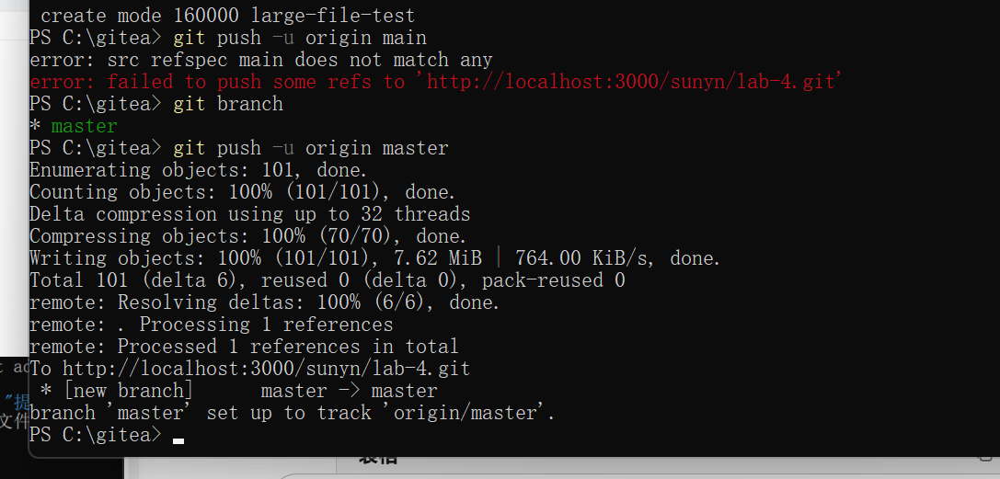 create mode 160000 large-file-test
PS C:\gitea> git push -u origin main
error: src refspec main does not match any
error: failed to push some refs to 'http://localhost:3000/sunyn/lab-4.git'
PS C:\gitea> git branch
* master
PS C:\gitea> git push -u origin master
Enumerating objects: 101, done.
Counting objects: 100% (101/101), done.
Delta compression using up to 32 threads
Compressing objects: 100% (70/70), done.
Writing objects: 100% (101/101), 7.62 MiB | 764.00 KiB/s, done.
Total 101 (delta 6), reused 0 (delta 0), pack-reused 0
remote: Resolving deltas: 100% (6/6), done.
remote: . Processing 1 references
remote: Processed 1 references in total
To http://localhost:3000/sunyn/lab-4.git
* [new branch]      master -> master
branch 'master' set up to track 'origin/master'.
PS C:\gitea>
"提
文件